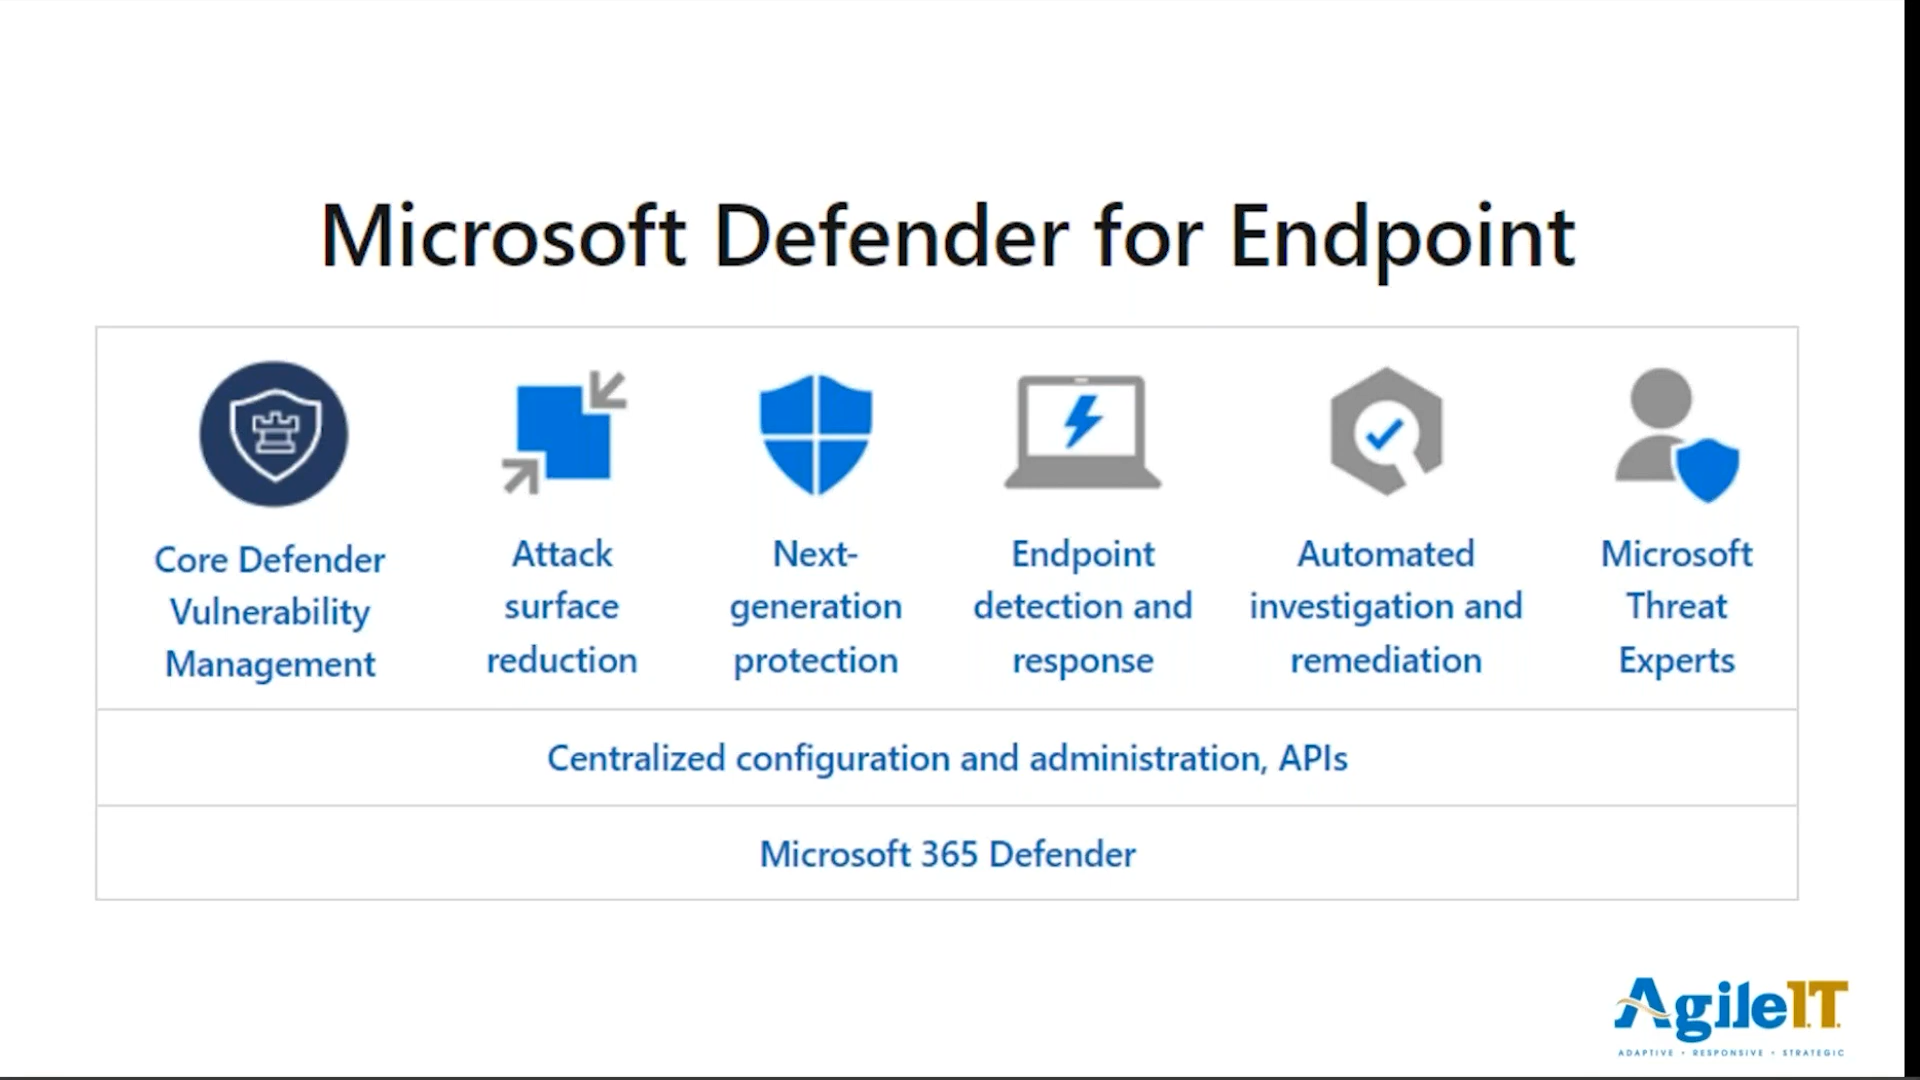 Microsoft Defender for Endpoint
Core Defender
Vulnerability
Management
Attack
surface
reduction
Next-
generation
protection
Endpoint
detection and
response
Automated
investigation and
remediation
Microsoft
Threat
Experts
Centralized configuration and administration, APIs
Microsoft 365 Defender
AgileIT
ADAPTIVE • RESPONSIVE • STRATEGIC